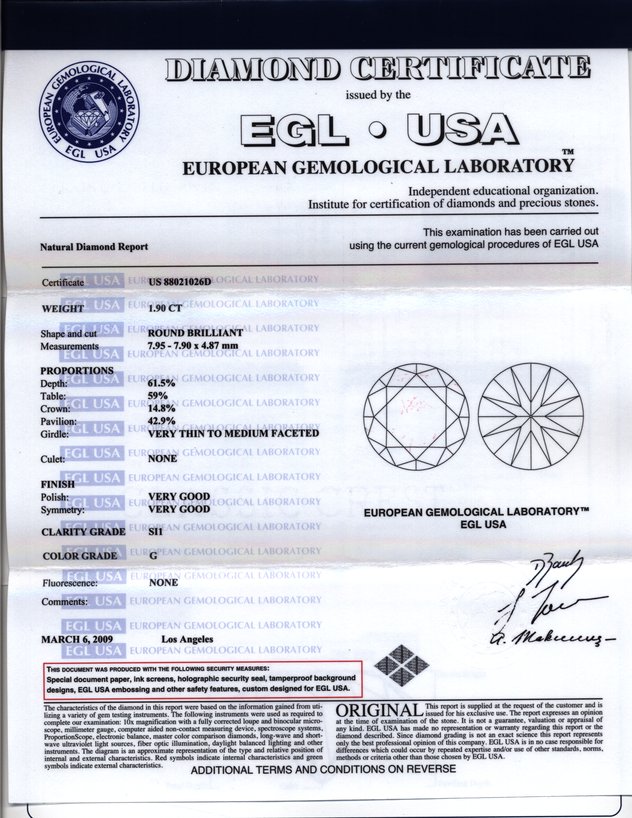 DIAMOND CERTIFICATE
issued by the
EGL • USA
EUROPEAN GEMOLOGICAL LABORATORY™
EUROPEAN GEMOLOGICAL LABORATORY
EGL USA
Independent educational organization.
Institute for certification of diamonds and precious stones.
This examination has been carried out
Natural Diamond Report
using the current gemological procedures of EGL USA
Certificate US 88021026D
WEIGHT 1.90 CT
Shape and cut ROUND BRILLIANT
Measurements 7.95 - 7.90 x 4.87 mm
PROPORTIONS
Depth: 61.5%
Table: 59%
Crown: 14.8%
Pavilion: 42.9%
Girdle: VERY THIN TO MEDIUM FACETED
Culet: NONE
FINISH
Polish: VERY GOOD
Symmetry: VERY GOOD
CLARITY GRADE SI1
COLOR GRADE G
Fluorescence: NONE
Comments:
EGL USA EUROPEAN GEMOLOGICAL LABORATORY
EUROPEAN GEMOLOGICAL LABORATORY™
EGL USA
MARCH 6, 2009 Los Angeles
THIS DOCUMENT WAS PRODUCED WITH THE FOLLOWING SECURITY MEASURES:
Special document paper, ink screens, holographic security seal, tamperproof background
designs, EGL USA embossing and other safety features, custom designed for EGL USA.
The characteristics of the diamond in this report were based on the information gained from uti-
lizing a variety of gem testing instruments. The following instruments were used as required to
complete our examination: 10x magnification with a fully corrected loupe and binocular micro-
scope, millimeter gauge, computer aided non-contact measuring device, spectroscope systems,
ProportionScope, electronic balance, master color comparison diamonds, long-wave and short-
wave ultraviolet light sources, fiber optic illumination, daylight balanced lighting and other
instruments. The diagram is an approximate representation of the type and relative position of
internal and external characteristics. Red symbols indicate internal characteristics and green
symbols indicate external characteristics.
ORIGINAL This report is supplied at the request of the customer and is
issued for his exclusive use. The report expresses an opinion
at the time of examination of the stone. It is not a guarantee, valuation or appraisal of
any kind. EGL USA has made no representation or warranty regarding this report or the
diamond described. Since diamond grading is not an exact science this report represents
only the best professional opinion of this company. EGL USA is in no case responsible for
differences which could occur by repeated expertise and/or use of other standards, norms,
methods or criteria other than those chosen by EGL USA.
ADDITIONAL TERMS AND CONDITIONS ON REVERSE